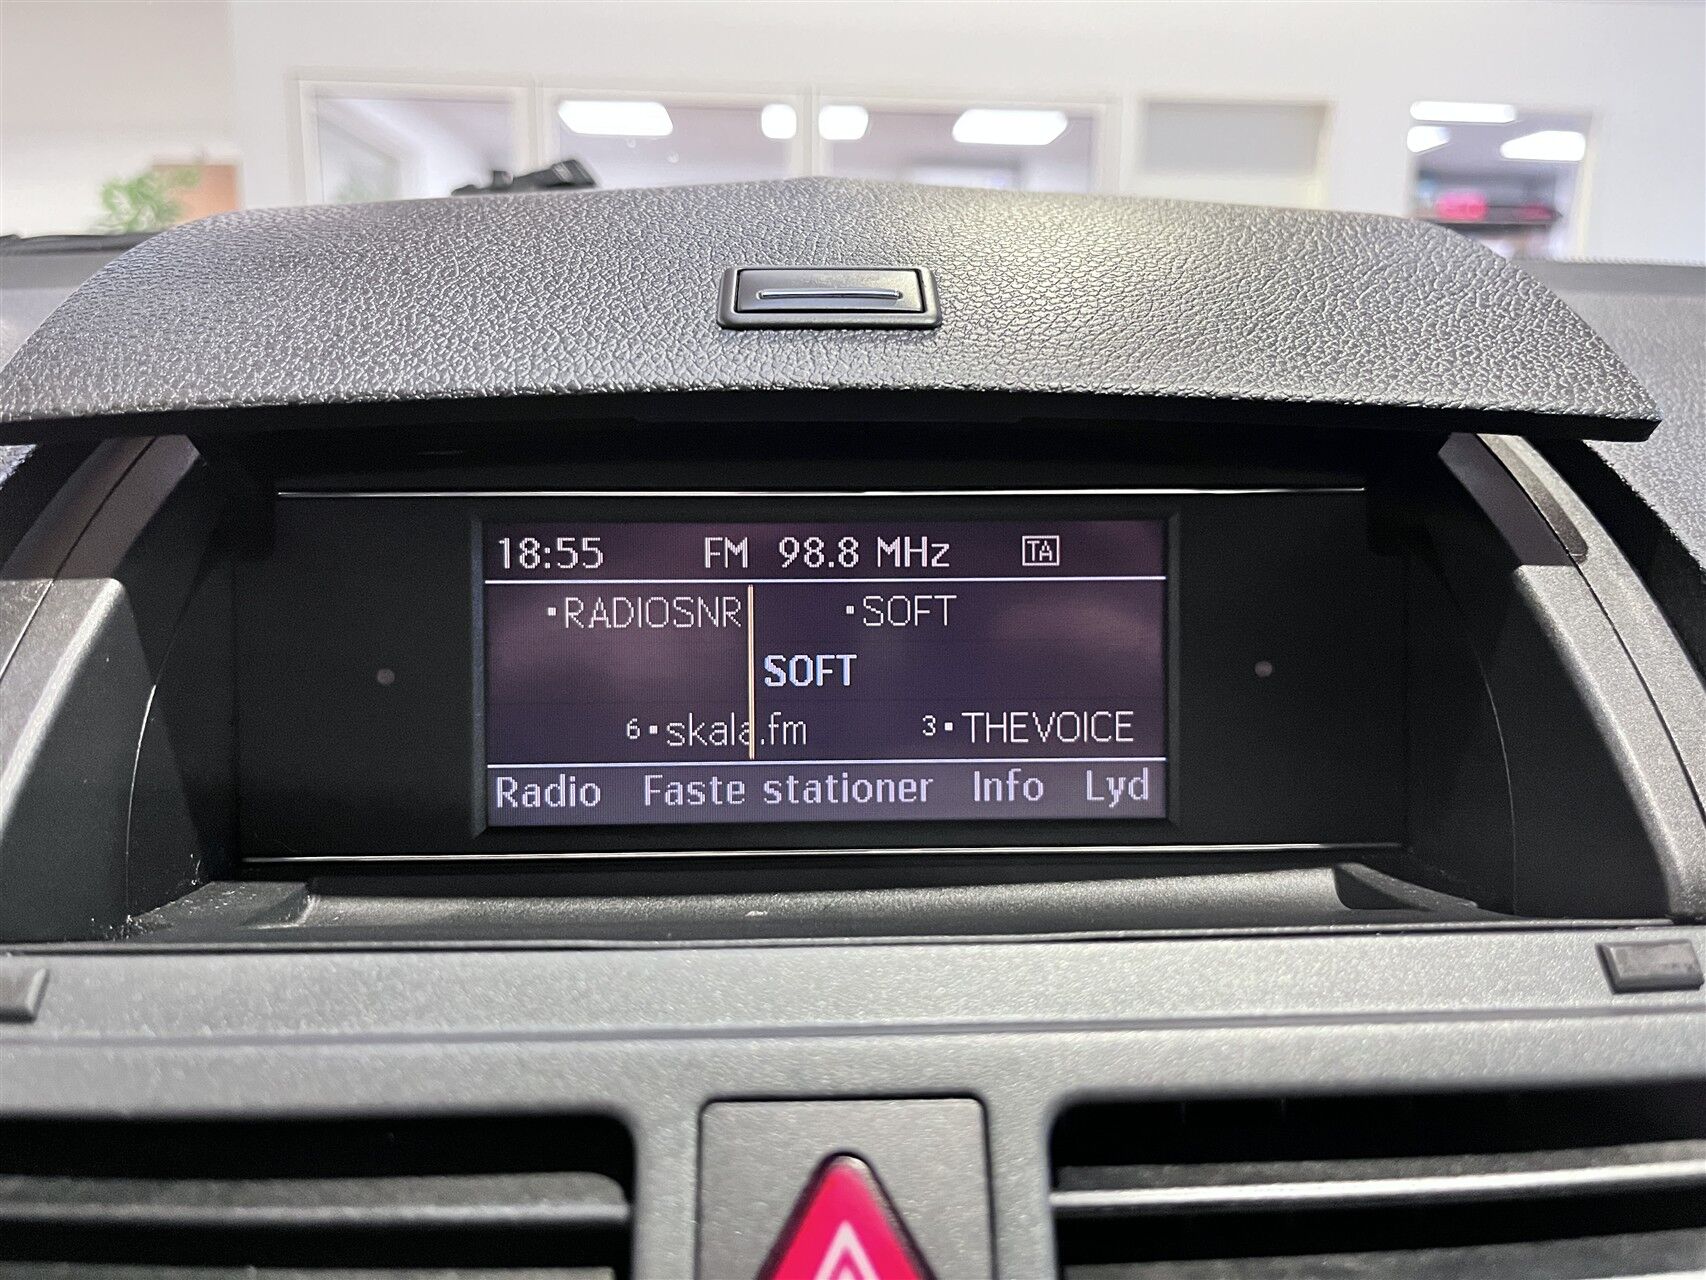 18:55 FM 98.8 MHz TA
▪RADIOSNR ▪SOFT
SOFT
6▪skala.fm 3▪THEVOICE
Radio Faste stationer Info Lyd